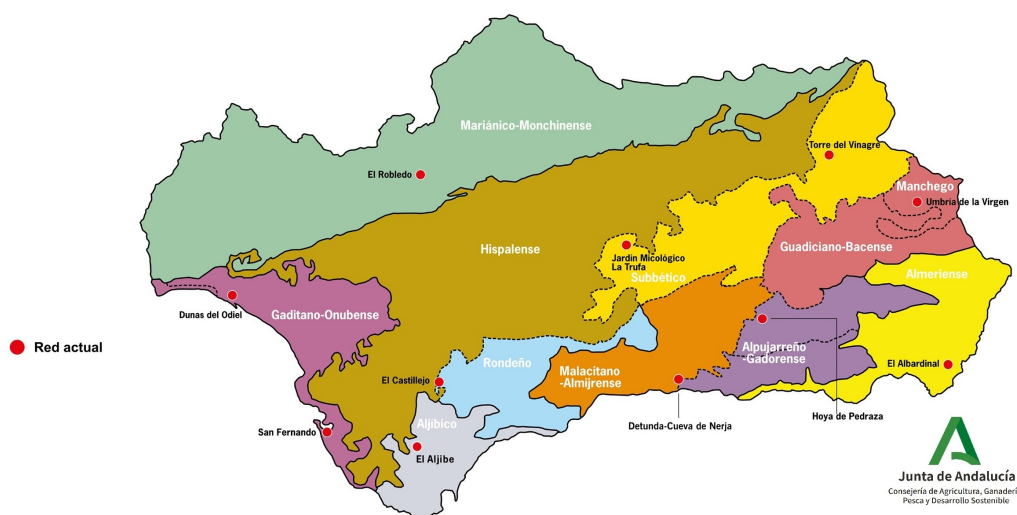 Mariánico-Monchinense
Torre del Vinagre
El Robledo
Manchego
Umbría de la Virgen
Hispalense
Guadiciano-Bacense
Jardín Micológico
La Trufa
Subbético
Almeriense
Dunas del Odiel
Gaditano-Onubense
Red actual
Alpujarreño
-Gadorense
Rondeño
Malacitano
-Almijrense
El Albardinal
El Castillejo
Aljíbico
San Fernando
Detunda-Cueva de Nerja
Hoya de Pedraza
El Aljibe
Junta de Andalucía
Consejería de Agricultura, Ganaderí
Pesca y Desarrollo Sostenible